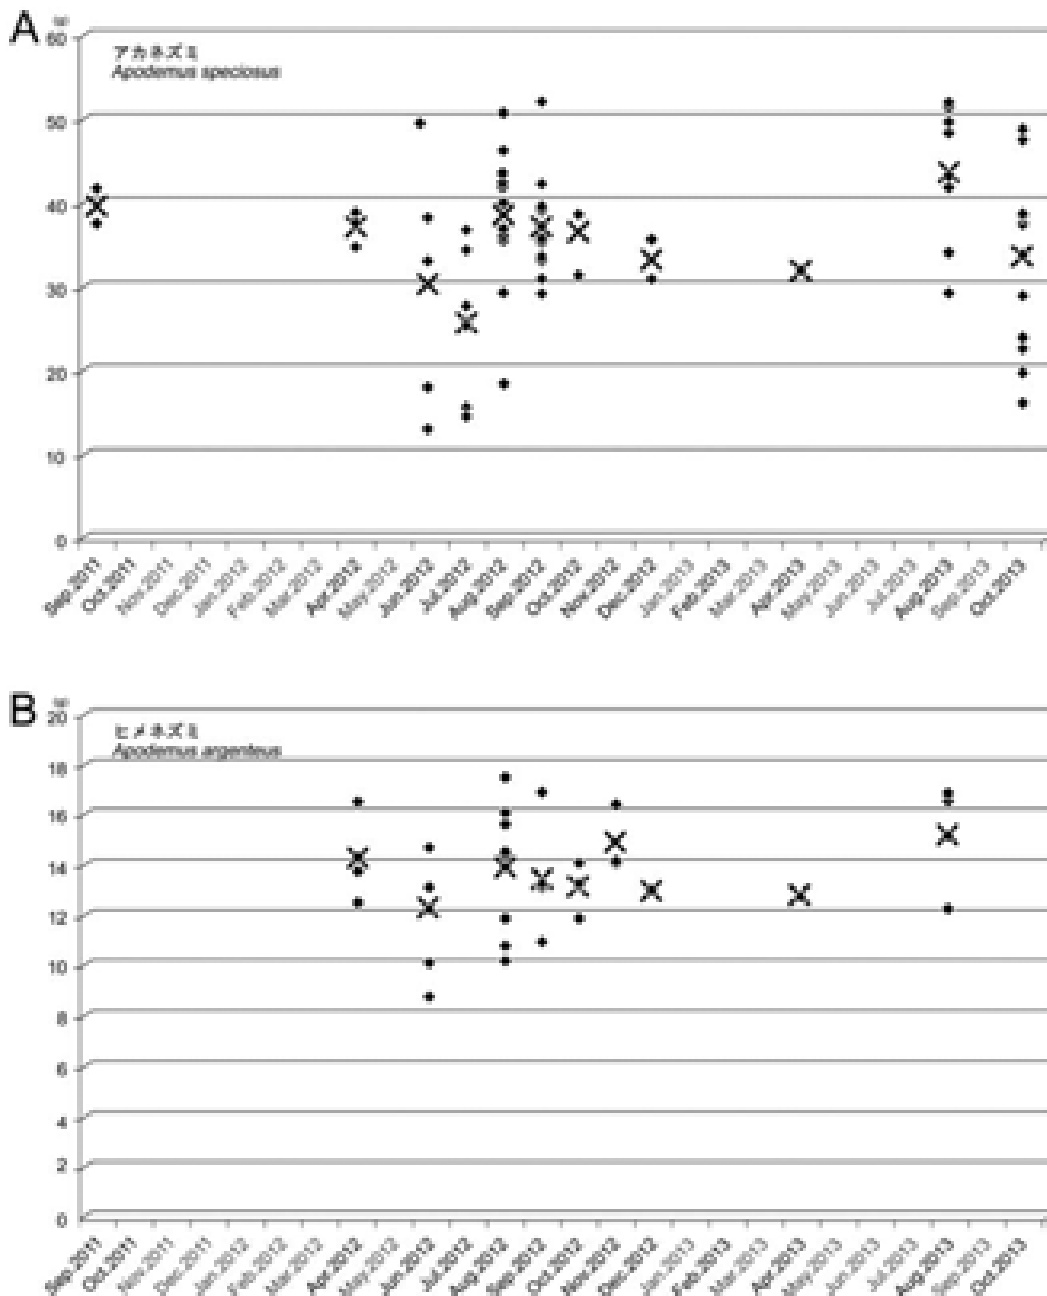 A
60
アカネズミ
Apodemus speciosus
50
40
30
20
10
0
Sep.2011
Oct.2011
Nov.2011
Dec.2011
Jan.2012
Feb.2012
Mar.2012
Apr.2012
May.2012
Jun.2012
Jul.2012
Aug.2012
Sep.2012
Oct.2012
Nov.2012
Dec.2012
Jan.2013
Feb.2013
Mar.2013
Apr.2013
May.2013
Jun.2013
Jul.2013
Aug.2013
Sep.2013
Oct.2013
B
20
ヒメネズミ
Apodemus argenteus
18
16
14
12
10
8
6
4
2
0
Sep.2011
Oct.2011
Nov.2011
Dec.2011
Jan.2012
Feb.2012
Mar.2012
Apr.2012
May.2012
Jun.2012
Jul.2012
Aug.2012
Sep.2012
Oct.2012
Nov.2012
Dec.2012
Jan.2013
Feb.2013
Mar.2013
Apr.2013
May.2013
Jun.2013
Jul.2013
Aug.2013
Sep.2013
Oct.2013